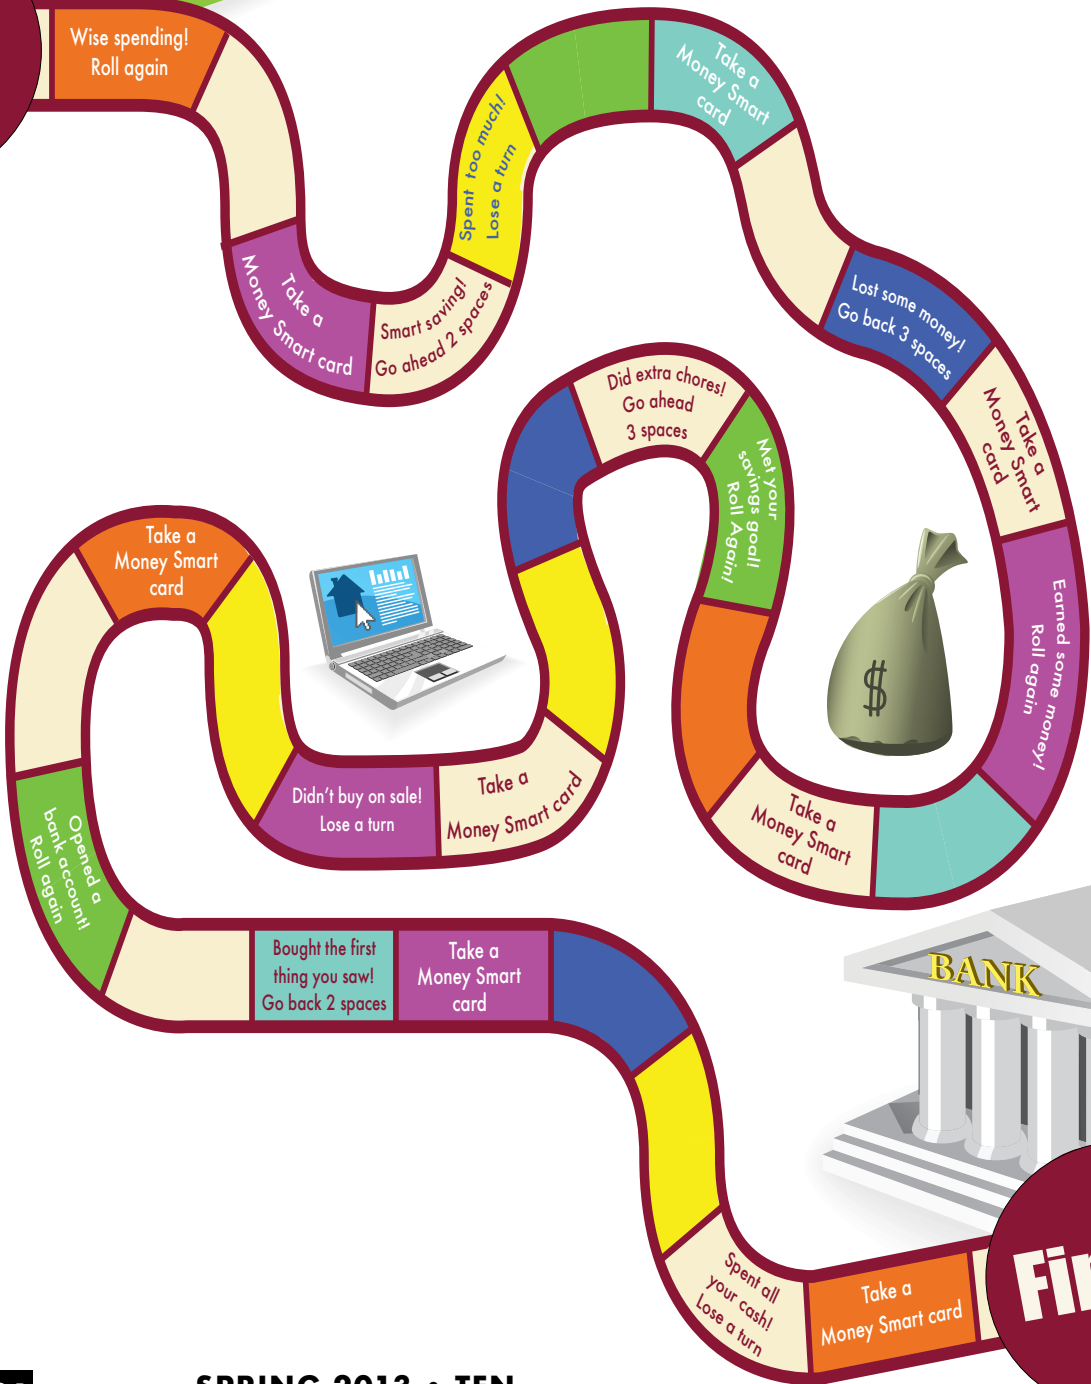 Wise spending!
Roll again
Take a
Money Smart card
Smart saving!
Go ahead 2 spaces
Spent too much!
Lose a turn
Take a
Money Smart
card
Lost some money!
Go back 3 spaces
Take a
Money Smart
card
Earned some money!
Roll again
Take a
Money Smart
card
Met your
savings goal!
Roll Again!
Did extra chores!
Go ahead
3 spaces
Take a
Money Smart card
Didn't buy on sale!
Lose a turn
Take a
Money Smart
card
Opened a
bank account!
Roll again
Bought the first
thing you saw!
Go back 2 spaces
Take a
Money Smart
card
Spent all
your cash!
Lose a turn
Take a
Money Smart card
$
BANK
SPRING 2013 • TEN